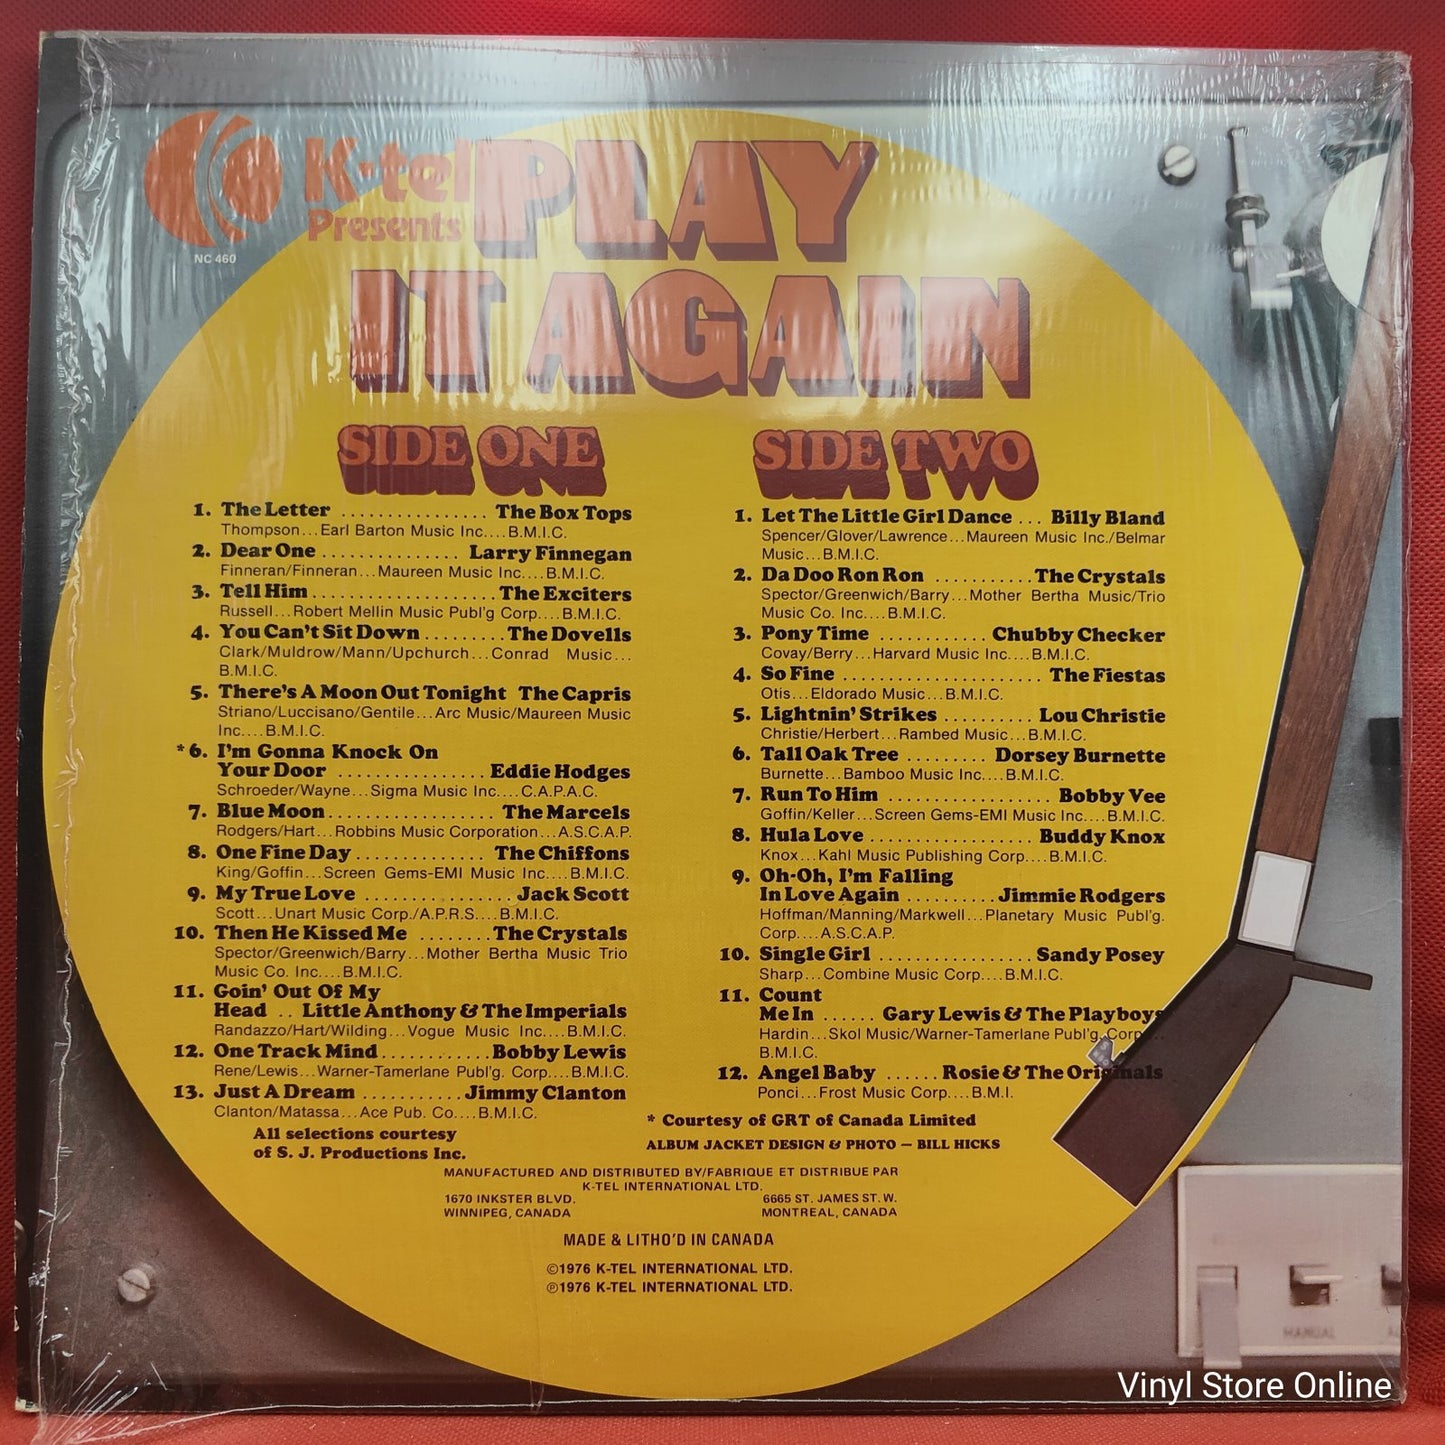 K-tel PLAY
Presents
NC 460
IT AGAIN
SIDE ONE
1. The Letter ................ The Box Tops
Thompson...Earl Barton Music Inc....B.M.I.C.
2. Dear One ............... Larry Finnegan
Finneran/Finneran...Maureen Music Inc....B.M.I.C.
3. Tell Him .................... The Exciters
Russell...Robert Mellin Music Publ'g Corp....B.M.I.C.
4. You Can't Sit Down ......... The Dovells
Clark/Muldrow/Mann/Upchurch...Conrad Music...
B.M.I.C.
5. There's A Moon Out Tonight The Capris
Striano/Luccisano/Gentile...Arc Music/Maureen Music
Inc....B.M.I.C.
*6. I'm Gonna Knock On
Your Door ................ Eddie Hodges
Schroeder/Wayne...Sigma Music Inc....C.A.P.A.C.
7. Blue Moon .................. The Marcels
Rodgers/Hart...Robbins Music Corporation...A.S.C.A.P.
8. One Fine Day .............. The Chiffons
King/Goffin...Screen Gems-EMI Music Inc....B.M.I.C.
9. My True Love ................ Jack Scott
Scott...Unart Music Corp./A.P.R.S....B.M.I.C.
10. Then He Kissed Me ........ The Crystals
Spector/Greenwich/Barry...Mother Bertha Music Trio
Music Co. Inc....B.M.I.C.
11. Goin' Out Of My
Head .. Little Anthony & The Imperials
Randazzo/Hart/Wilding...Vogue Music Inc....B.M.I.C.
12. One Track Mind ............ Bobby Lewis
Rene/Lewis...Warner-Tamerlane Publ'g. Corp....B.M.I.C.
13. Just A Dream ........... Jimmy Clanton
Clanton/Matassa...Ace Pub. Co....B.M.I.C.
All selections courtesy
of S. J. Productions Inc.
SIDE TWO
1. Let The Little Girl Dance ... Billy Bland
Spencer/Glover/Lawrence...Maureen Music Inc./Belmar
Music...B.M.I.C.
2. Da Doo Ron Ron ........... The Crystals
Spector/Greenwich/Barry...Mother Bertha Music/Trio
Music Co. Inc....B.M.I.C.
3. Pony Time ............ Chubby Checker
Covay/Berry...Harvard Music Inc....B.M.I.C.
4. So Fine ...................... The Fiestas
Otis...Eldorado Music...B.M.I.C.
5. Lightnin' Strikes .......... Lou Christie
Christie/Herbert...Rambed Music...B.M.I.C.
6. Tall Oak Tree ......... Dorsey Burnette
Burnette...Bamboo Music Inc....B.M.I.C.
7. Run To Him .................. Bobby Vee
Goffin/Keller...Screen Gems-EMI Music Inc....B.M.I.C.
8. Hula Love .................. Buddy Knox
Knox...Kahl Music Publishing Corp....B.M.I.C.
9. Oh-Oh, I'm Falling
In Love Again .......... Jimmie Rodgers
Hoffman/Manning/Markwell...Planetary Music Publ'g.
Corp....A.S.C.A.P.
10. Single Girl ................. Sandy Posey
Sharp...Combine Music Corp....B.M.I.C.
11. Count
Me In ...... Gary Lewis & The Playboys
Hardin...Skol Music/Warner-Tamerlane Publ'g. Corp...
B.M.I.C.
12. Angel Baby ...... Rosie & The Originals
Ponci...Frost Music Corp....B.M.I.
* Courtesy of GRT of Canada Limited
ALBUM JACKET DESIGN & PHOTO — BILL HICKS
MANUFACTURED AND DISTRIBUTED BY/FABRIQUE ET DISTRIBUE PAR
K-TEL INTERNATIONAL LTD.
1670 INKSTER BLVD. 6665 ST. JAMES ST. W.
WINNIPEG, CANADA MONTREAL, CANADA
MADE & LITHO'D IN CANADA
©1976 K-TEL INTERNATIONAL LTD.
℗1976 K-TEL INTERNATIONAL LTD.
MANUAL
Vinyl Store Online